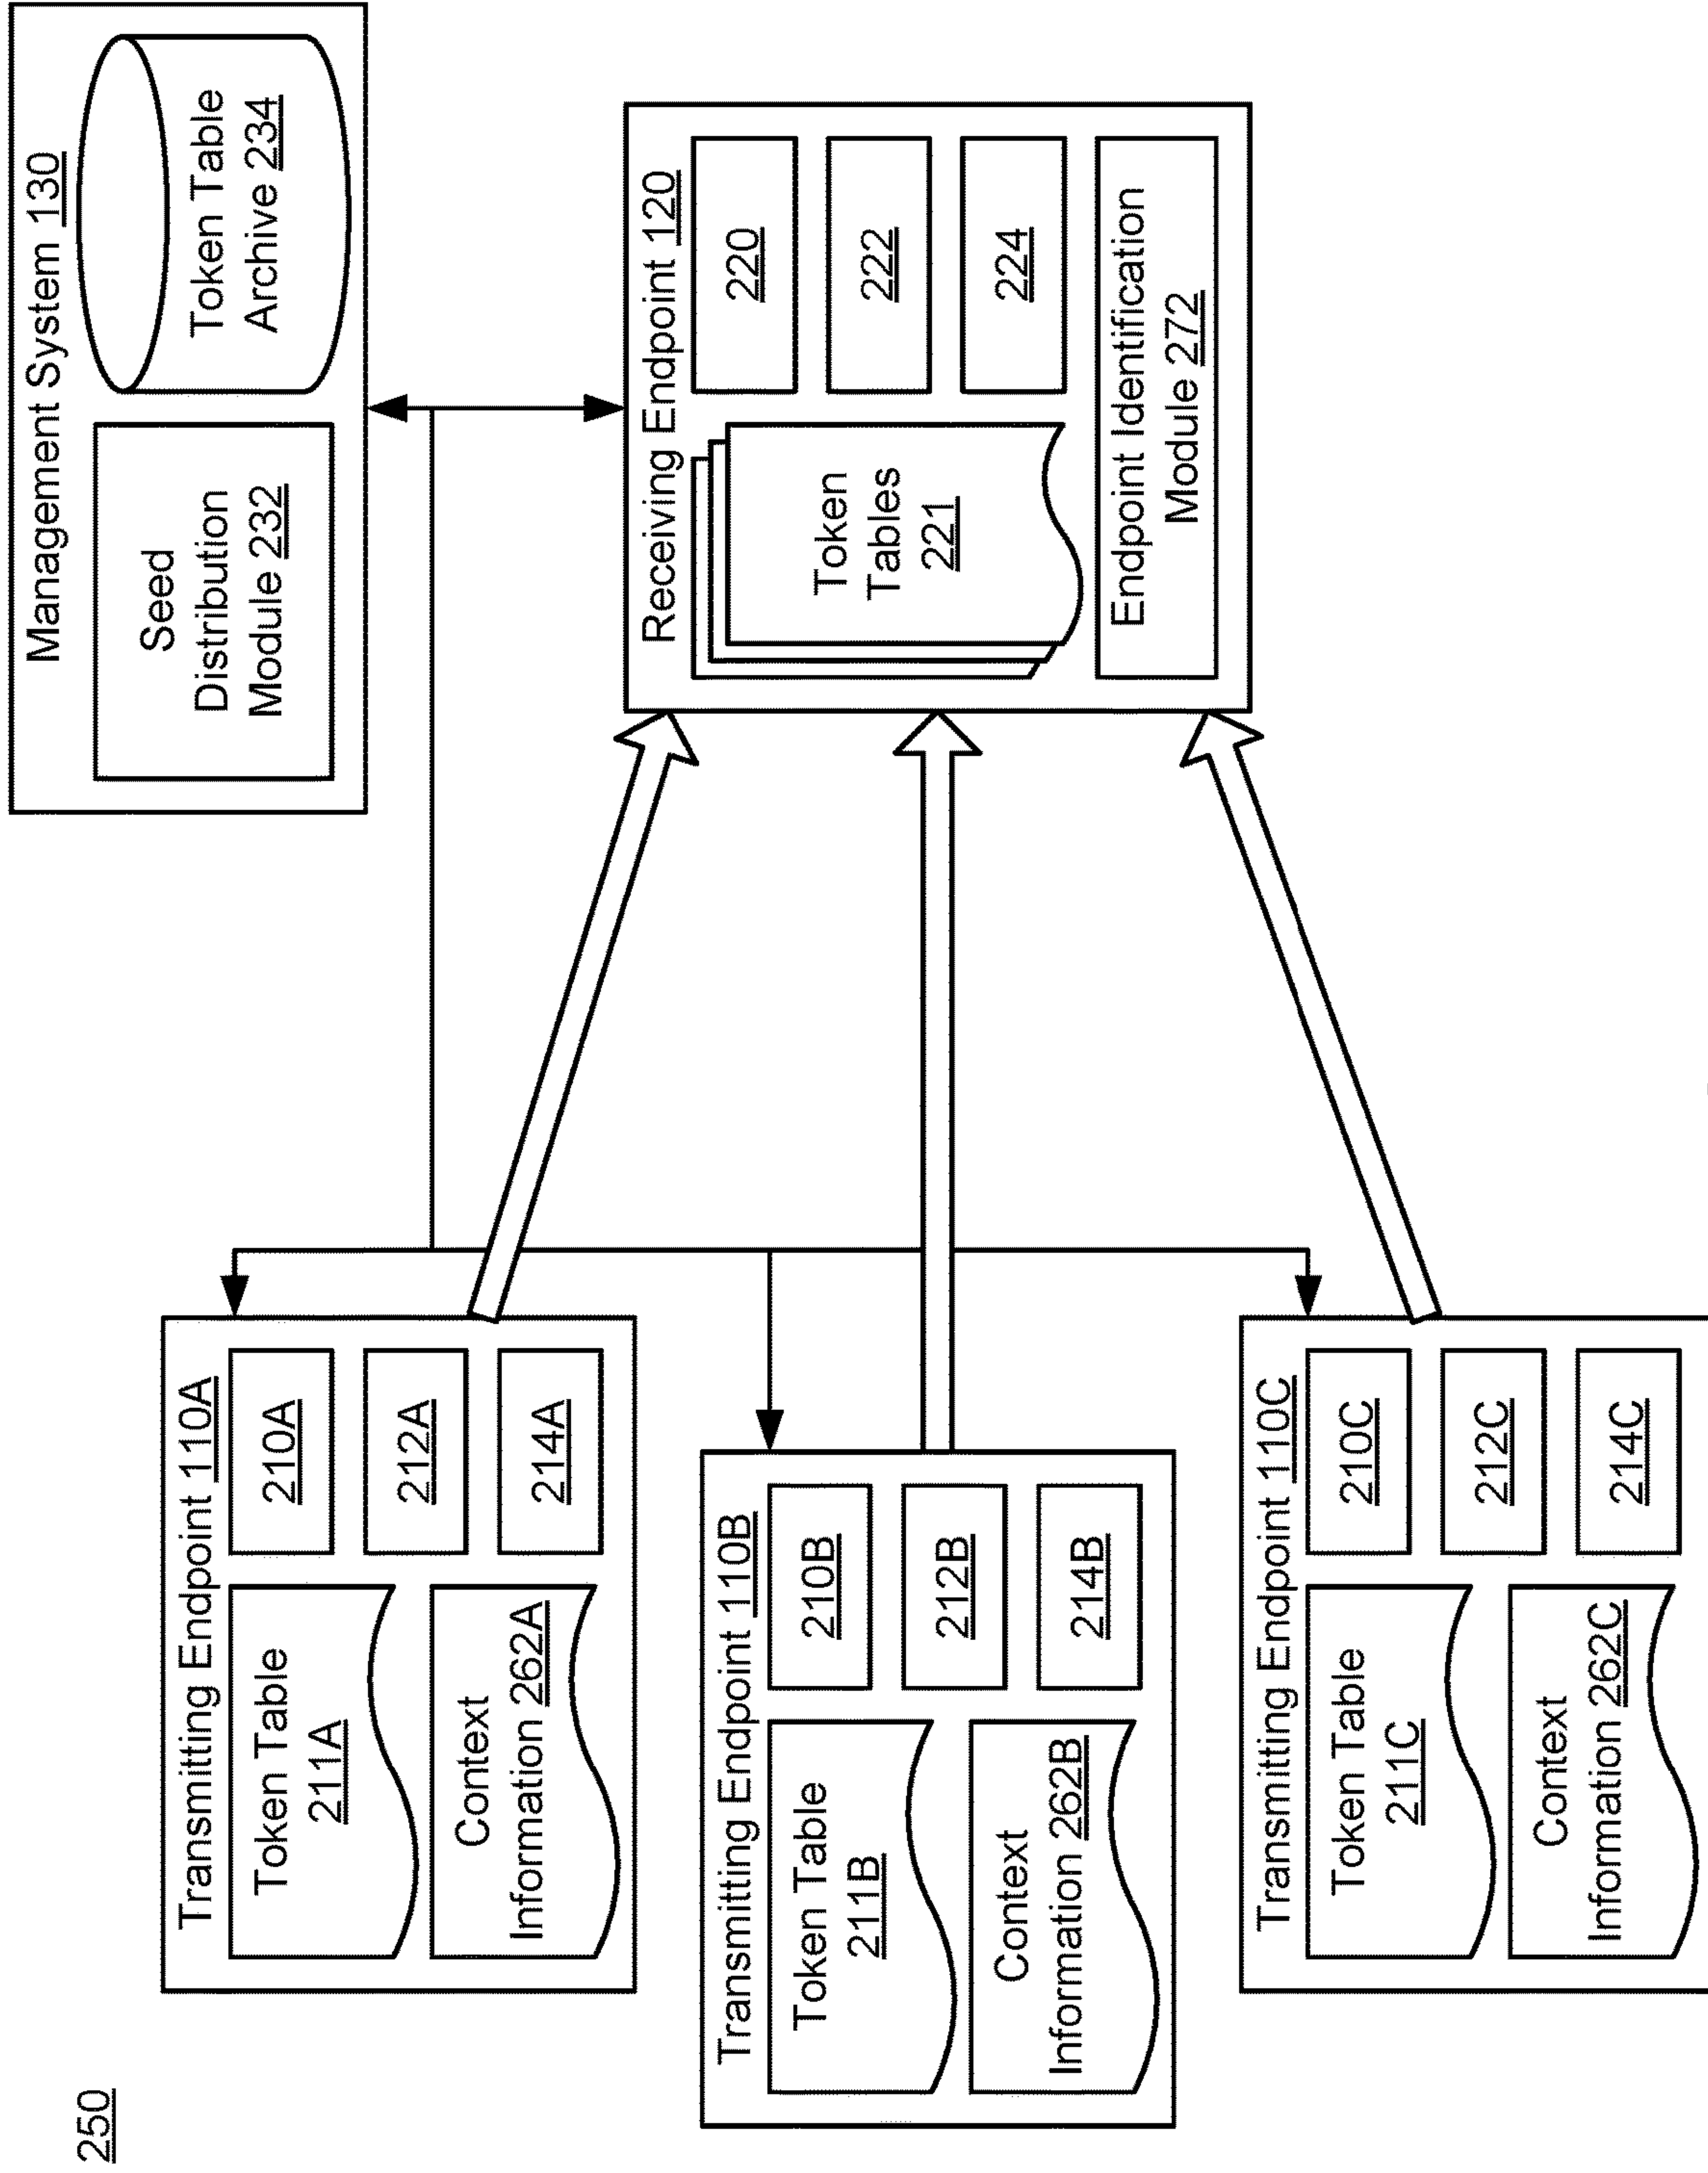 250
Transmitting Endpoint 110A
Token Table
211A
Context
Information 262A
210A
212A
214A
Transmitting Endpoint 110B
Token Table
211B
Context
Information 262B
210B
212B
214B
Transmitting Endpoint 110C
Token Table
211C
Context
Information 262C
210C
212C
214C
Management System 130
Seed
Distribution
Module 232
Token Table
Archive 234
Receiving Endpoint 120
Token
Tables
221
220
222
224
Endpoint Identification
Module 272